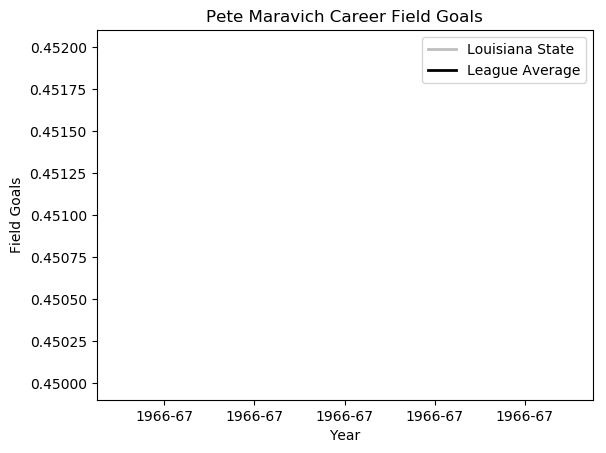 Pete Maravich Career Field Goals
Louisiana State
League Average
0.45200
0.45175
0.45150
0.45125
0.45100
0.45075
0.45050
0.45025
0.45000
Field Goals
1966-67 1966-67 1966-67 1966-67 1966-67
Year